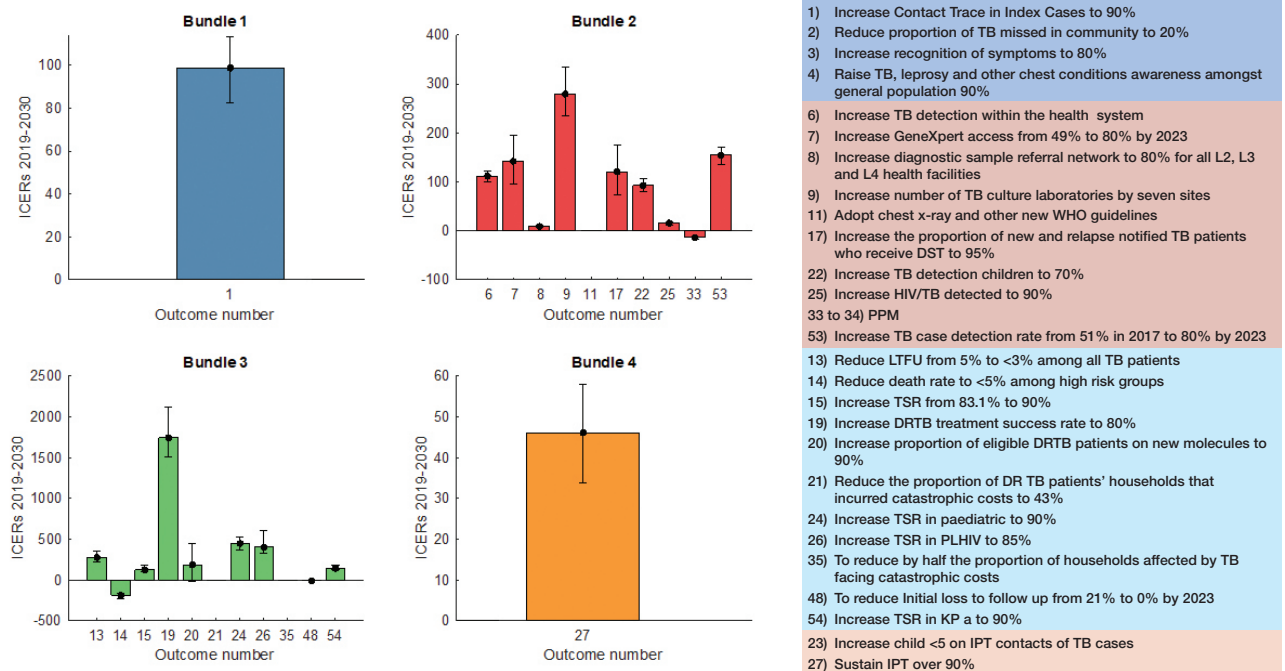 Bundle 1
ICERs 2019-2030
100
80
60
40
20
0
1
Outcome number
Bundle 2
ICERs 2019-2030
400
300
200
100
0
-100
6 7 8 9 11 17 22 25 33 53
Outcome number
Bundle 3
ICERs 2019-2030
2500
2000
1500
1000
500
0
-500
13 14 15 19 20 21 24 26 35 48 54
Outcome number
Bundle 4
ICERs 2019-2030
60
50
40
30
20
10
0
27
Outcome number
1) Increase Contact Trace in Index Cases to 90%
2) Reduce proportion of TB missed in community to 20%
3) Increase recognition of symptoms to 80%
4) Raise TB, leprosy and other chest conditions awareness amongst
general population 90%
6) Increase TB detection within the health system
7) Increase GeneXpert access from 49% to 80% by 2023
8) Increase diagnostic sample referral network to 80% for all L2, L3
and L4 health facilities
9) Increase number of TB culture laboratories by seven sites
11) Adopt chest x-ray and other new WHO guidelines
17) Increase the proportion of new and relapse notified TB patients
who receive DST to 95%
22) Increase TB detection children to 70%
25) Increase HIV/TB detected to 90%
33 to 34) PPM
53) Increase TB case detection rate from 51% in 2017 to 80% by 2023
13) Reduce LTFU from 5% to <3% among all TB patients
14) Reduce death rate to <5% among high risk groups
15) Increase TSR from 83.1% to 90%
19) Increase DRTB treatment success rate to 80%
20) Increase proportion of eligible DRTB patients on new molecules to
90%
21) Reduce the proportion of DR TB patients' households that
incurred catastrophic costs to 43%
24) Increase TSR in paediatric to 90%
26) Increase TSR in PLHIV to 85%
35) To reduce by half the proportion of households affected by TB
facing catastrophic costs
48) To reduce Initial loss to follow up from 21% to 0% by 2023
54) Increase TSR in KP a to 90%
23) Increase child <5 on IPT contacts of TB cases
27) Sustain IPT over 90%